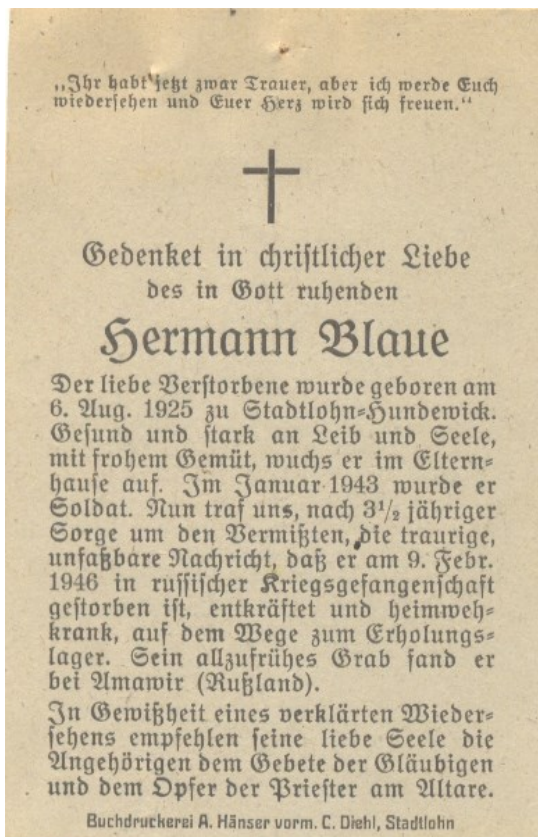 „Ihr habt jetzt zwar Trauer, aber ich werde Euch
wiedersehen und Euer Herz wird sich freuen.“
Gedenket in christlicher Liebe
des in Gott ruhenden
Hermann Blaue
Der liebe Verstorbene wurde geboren am
6. Aug. 1925 zu Stadtlohn-Hundewick.
Gesund und stark an Leib und Seele,
mit frohem Gemüt, wuchs er im Eltern-
hause auf. Im Januar 1943 wurde er
Soldat. Nun traf uns, nach 3½ jähriger
Sorge um den Vermißten, die traurige,
unfaßbare Nachricht, daß er am 9. Febr.
1946 in russischer Kriegsgefangenschaft
gestorben ist, entkräftet und heimweh-
krank, auf dem Wege zum Erholungs-
lager. Sein allzufrühes Grab fand er
bei Amawir (Rußland).
In Gewißheit eines verklärten Wieder-
sehens empfehlen seine liebe Seele die
Angehörigen dem Gebete der Gläubigen
und dem Opfer der Priester am Altare.
Buchdruckerei A. Hänser vorm. C. Diehl, Stadtlohn